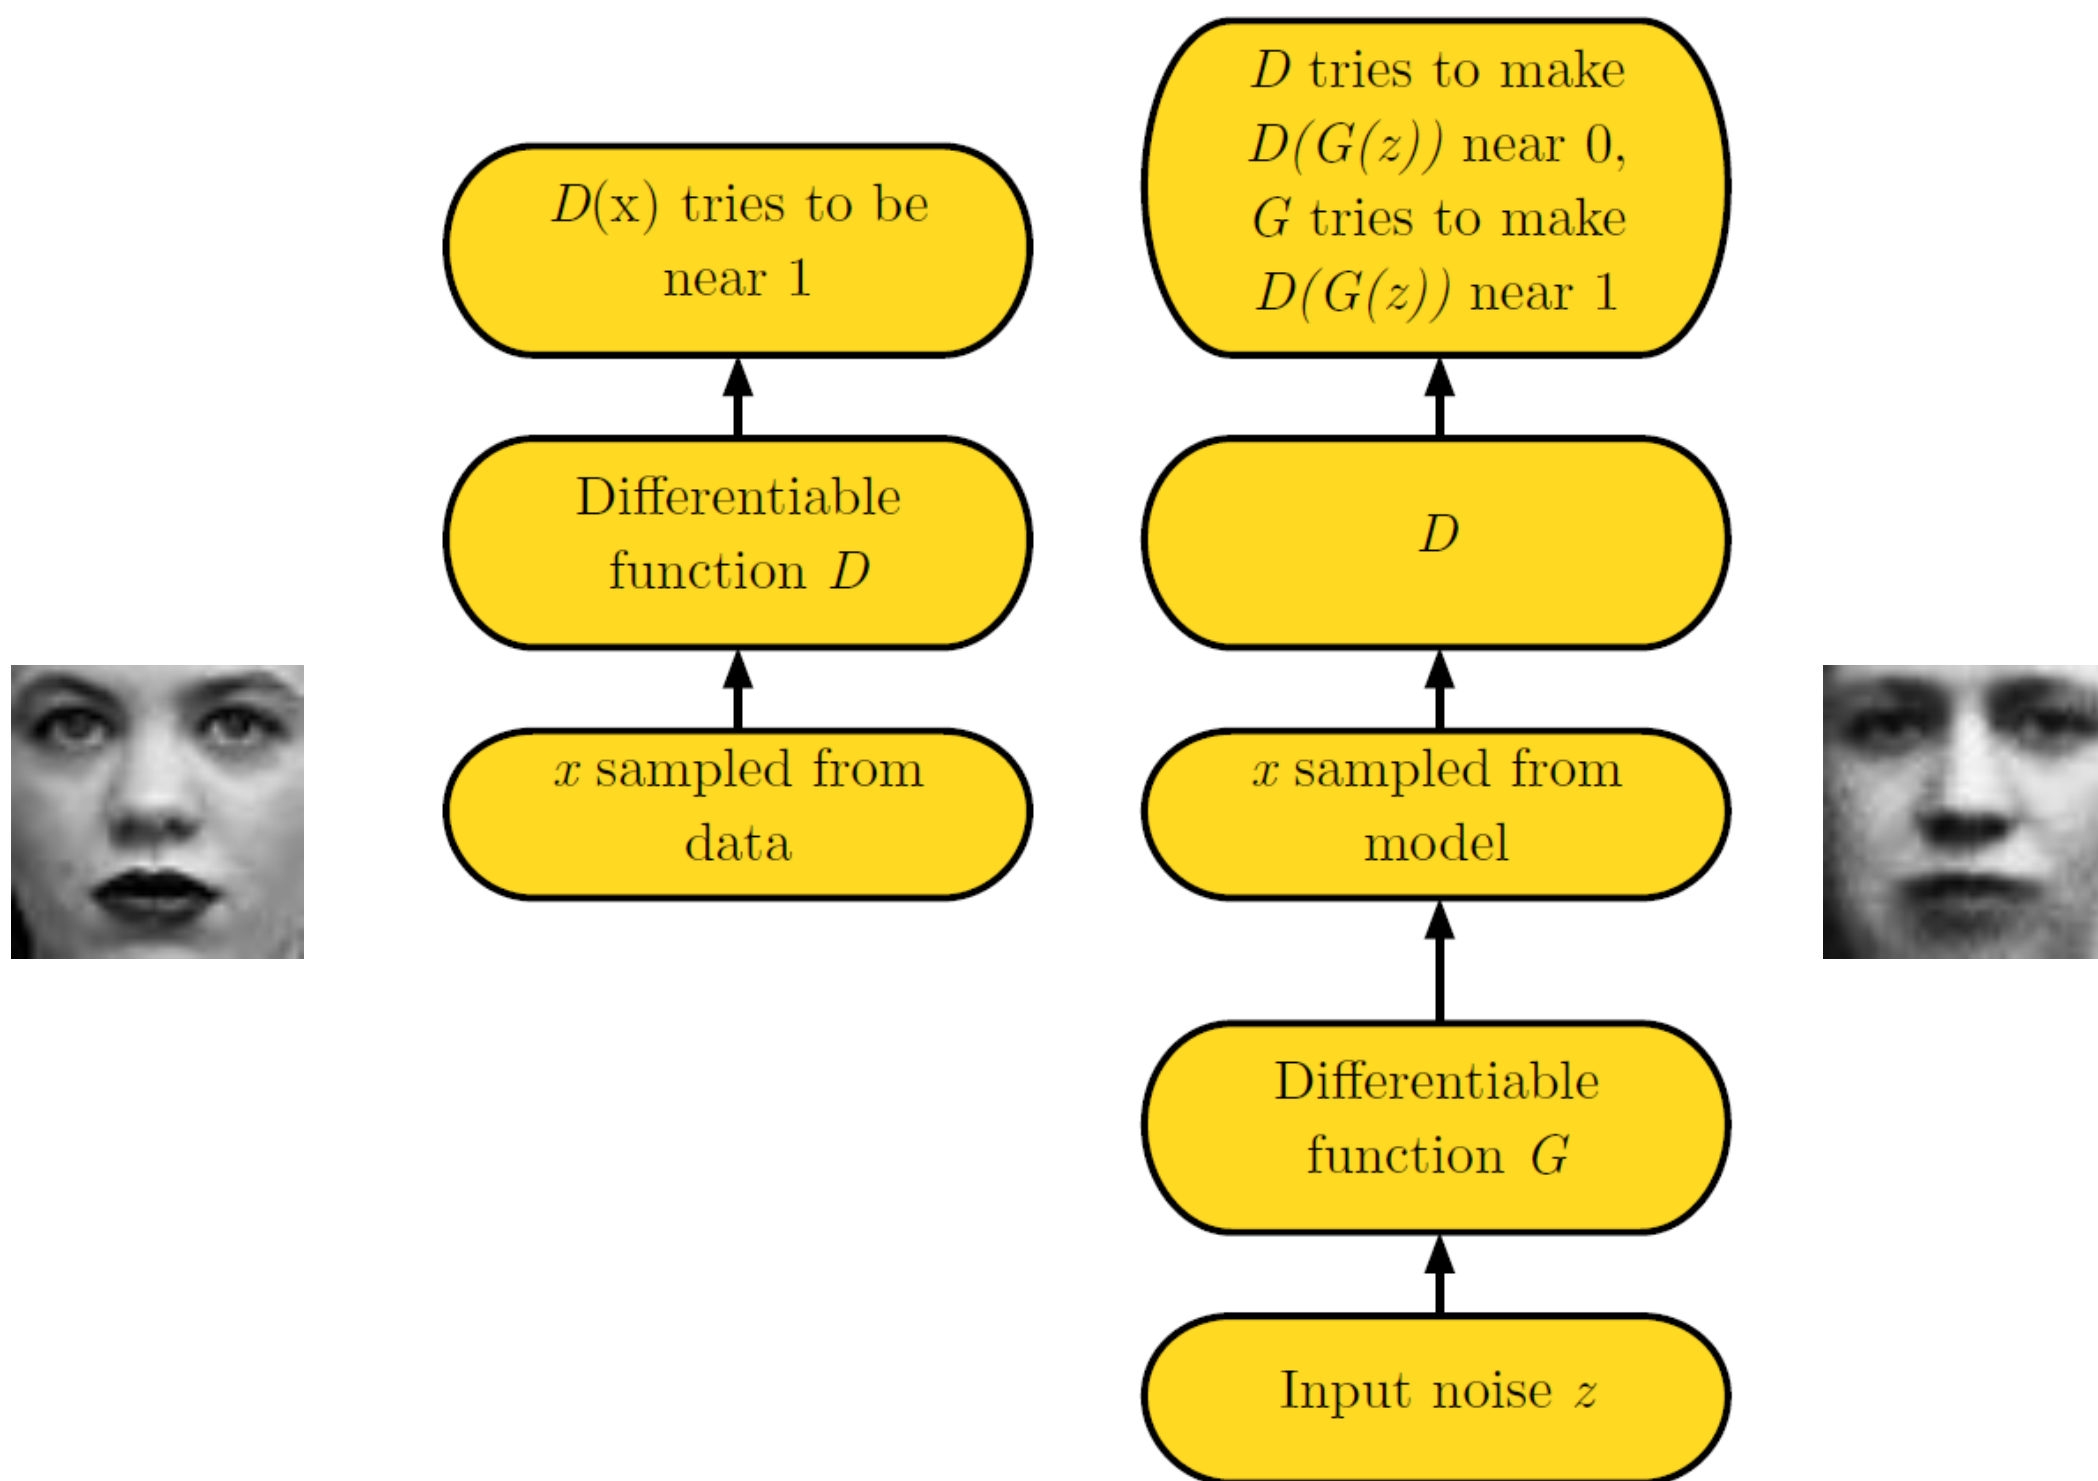 D(x) tries to be
near 1
Differentiable
function D
x sampled from
data
D tries to make
D(G(z)) near 0,
G tries to make
D(G(z)) near 1
D
x sampled from
model
Differentiable
function G
Input noise z